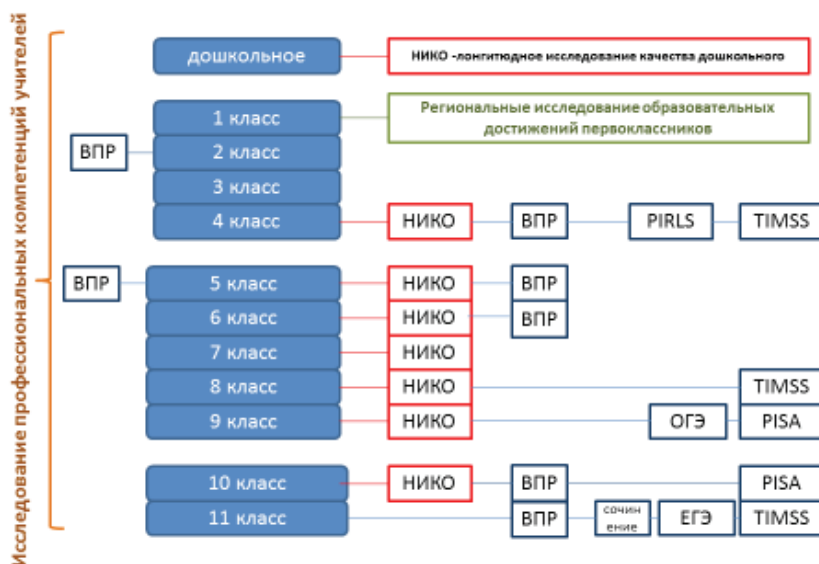 Исследование профессиональных компетенций учителей
дошкольное
НИКО -лонгитюдное исследование качества дошкольного
1 класс
Региональные исследование образовательных
достижений первоклассников
ВПР
2 класс
3 класс
4 класс
НИКО
ВПР
PIRLS
TIMSS
ВПР
5 класс
НИКО
ВПР
6 класс
НИКО
ВПР
7 класс
НИКО
8 класс
НИКО
TIMSS
9 класс
НИКО
ОГЭ
PISA
10 класс
НИКО
ВПР
PISA
11 класс
ВПР
сочин
ение
ЕГЭ
TIMSS